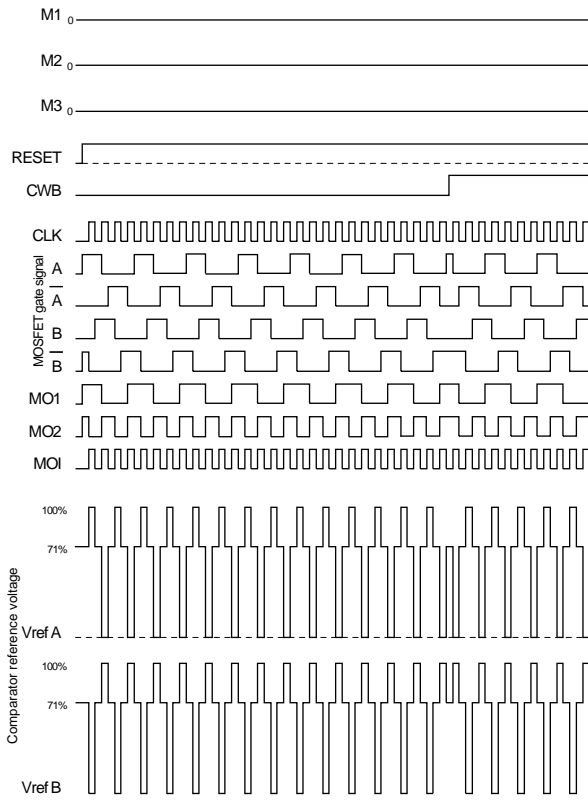 M1 0
M2 0
M3 0
RESET
CWB
CLK
MOSFET gate signal
A
A
B
B
MO1
MO2
MOI
Comparator reference voltage
100%
71%
Vref A
100%
71%
Vref B